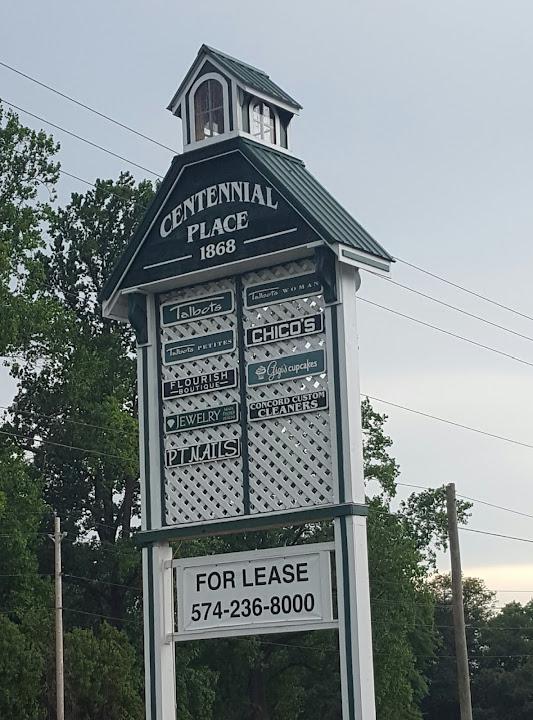 CENTENNIAL
PLACE
1868
Talbots
Talbots WOMAN
Talbots PETITES
CHICO'S
FLOURISH
BOUTIQUE
Gigi's cupcakes
JEWELRY
CONCORD CUSTOM
CLEANERS
P.T.NAILS
FOR LEASE
574-236-8000